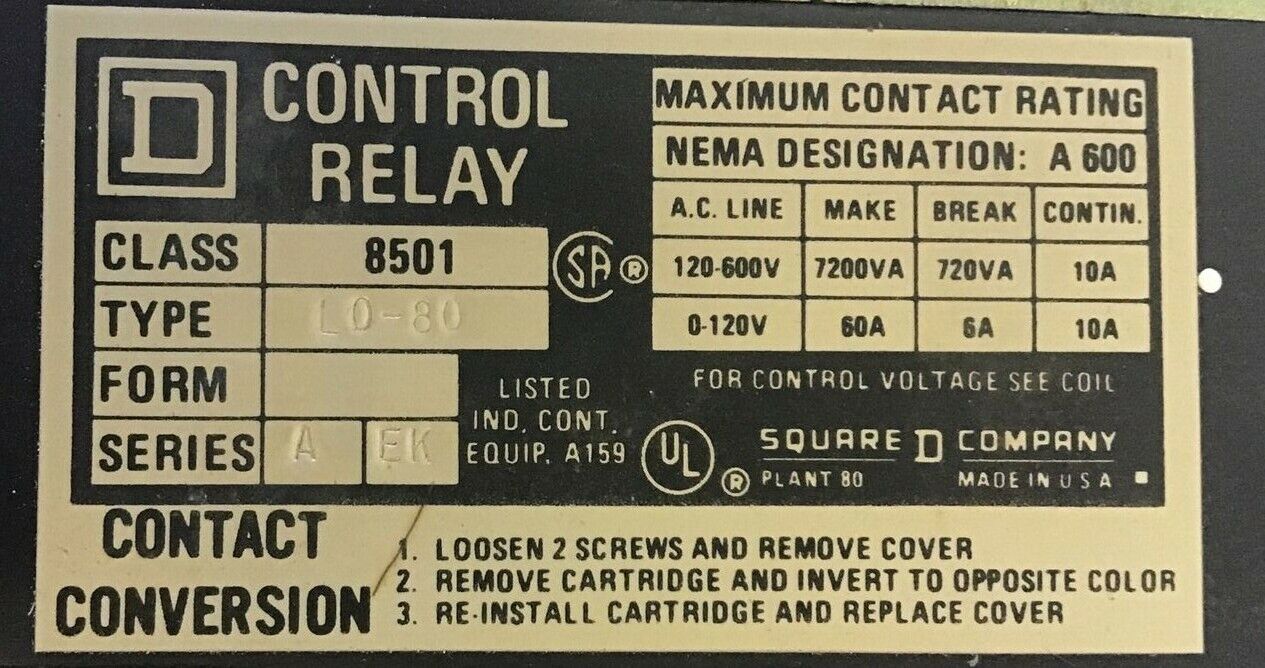 D CONTROL
RELAY
CLASS 8501
TYPE LO-80
FORM
SERIES A EK
SA ®
LISTED
IND. CONT.
EQUIP. A159
UL ®
MAXIMUM CONTACT RATING
NEMA DESIGNATION: A 600
A.C. LINE MAKE BREAK CONTIN.
120-600V 7200VA 720VA 10A
0-120V 60A 6A 10A
FOR CONTROL VOLTAGE SEE COIL
SQUARE D COMPANY
PLANT 80 MADE IN U S A
CONTACT
CONVERSION
1. LOOSEN 2 SCREWS AND REMOVE COVER
2. REMOVE CARTRIDGE AND INVERT TO OPPOSITE COLOR
3. RE-INSTALL CARTRIDGE AND REPLACE COVER